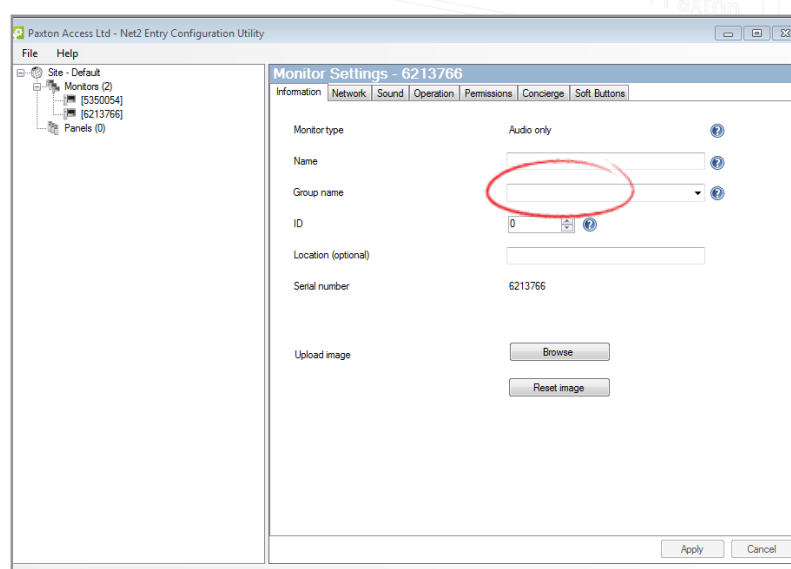 Paxton
Paxton Access Ltd - Net2 Entry Configuration Utility
File Help
Site - Default
Monitors (2)
[5350054]
[6213766]
Panels (0)
Monitor Settings - 6213766
Information Network Sound Operation Permissions Concierge Soft Buttons
Monitor type Audio only
Name
Group name
ID 0
Location (optional)
Serial number 6213766
Upload image Browse
Reset image
Apply Cancel